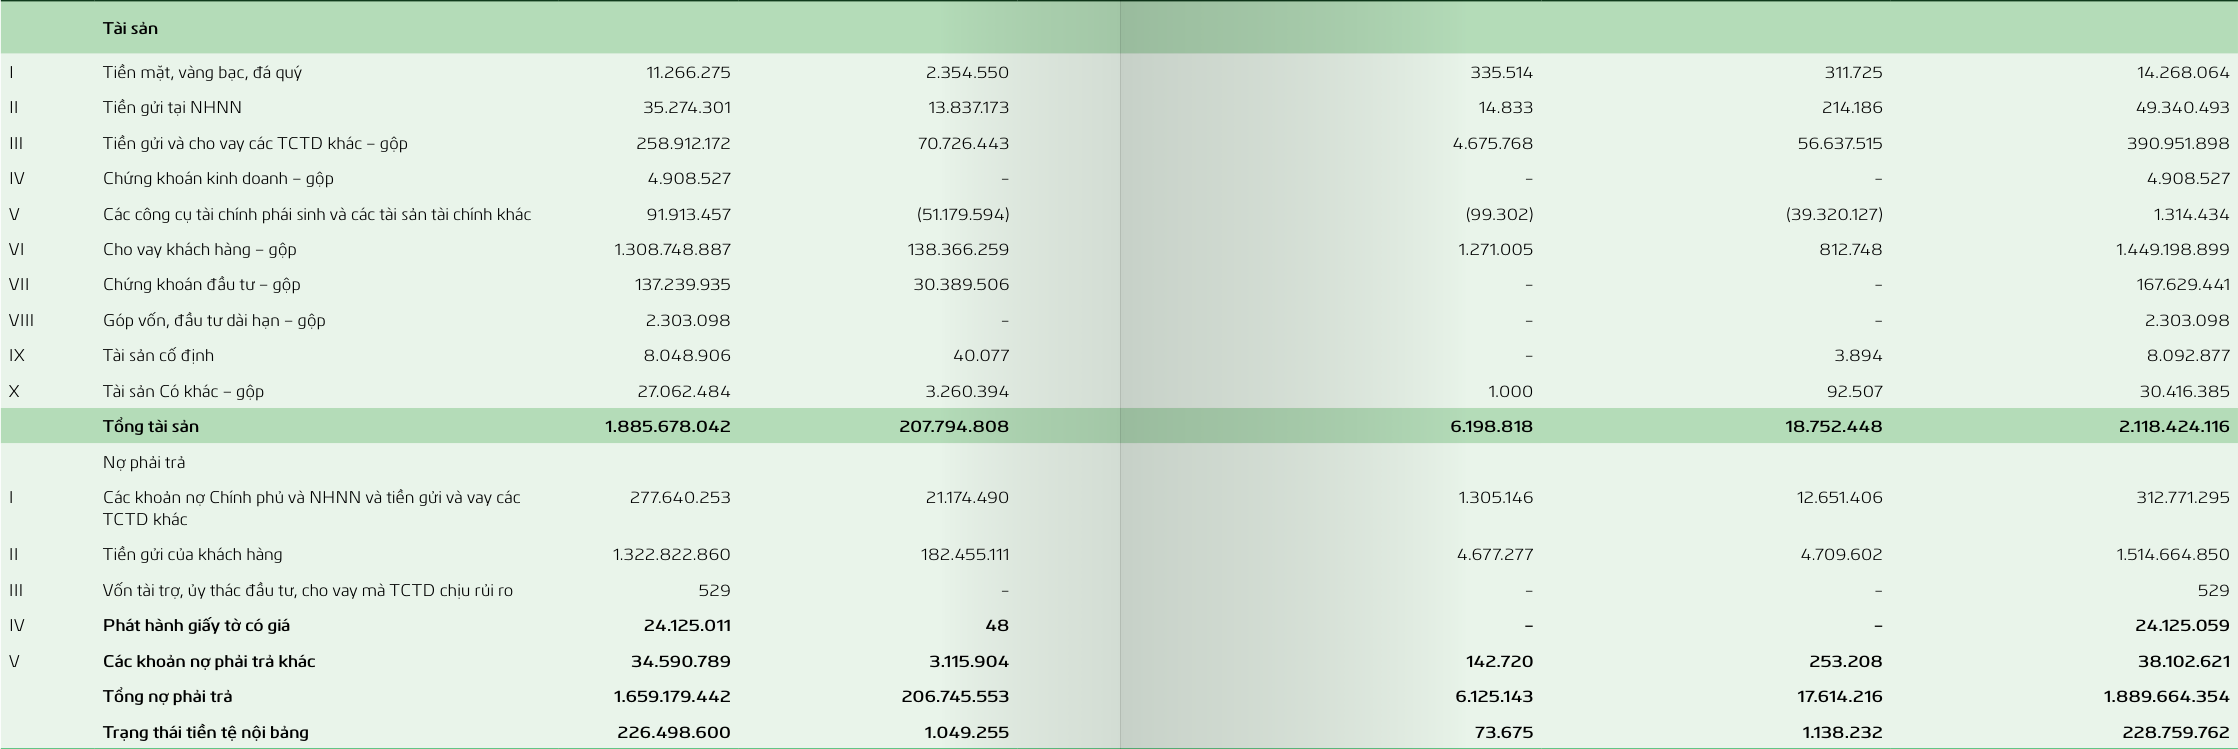 Tài sản
I Tiền mặt, vàng bạc, đá quý 11.266.275 2.354.550 335.514 311.725 14.268.064
II Tiền gửi tại NHNN 35.274.301 13.837.173 14.833 214.186 49.340.493
III Tiền gửi và cho vay các TCTD khác – gộp 258.912.172 70.726.443 4.675.768 56.637.515 390.951.898
IV Chứng khoán kinh doanh – gộp 4.908.527 – – – 4.908.527
V Các công cụ tài chính phái sinh và các tài sản tài chính khác 91.913.457 (51.179.594) (99.302) (39.320.127) 1.314.434
VI Cho vay khách hàng – gộp 1.308.748.887 138.366.259 1.271.005 812.748 1.449.198.899
VII Chứng khoán đầu tư – gộp 137.239.935 30.389.506 – – 167.629.441
VIII Góp vốn, đầu tư dài hạn – gộp 2.303.098 – – – 2.303.098
IX Tài sản cố định 8.048.906 40.077 – 3.894 8.092.877
X Tài sản Có khác – gộp 27.062.484 3.260.394 1.000 92.507 30.416.385
Tổng tài sản 1.885.678.042 207.794.808 6.198.818 18.752.448 2.118.424.116
Nợ phải trả
I Các khoản nợ Chính phủ và NHNN và tiền gửi và vay các 277.640.253 21.174.490 1.305.146 12.651.406 312.771.295
TCTD khác
II Tiền gửi của khách hàng 1.322.822.860 182.455.111 4.677.277 4.709.602 1.514.664.850
III Vốn tài trợ, ủy thác đầu tư, cho vay mà TCTD chịu rủi ro 529 – – – 529
IV Phát hành giấy tờ có giá 24.125.011 48 – – 24.125.059
V Các khoản nợ phải trả khác 34.590.789 3.115.904 142.720 253.208 38.102.621
Tổng nợ phải trả 1.659.179.442 206.745.553 6.125.143 17.614.216 1.889.664.354
Trạng thái tiền tệ nội bảng 226.498.600 1.049.255 73.675 1.138.232 228.759.762